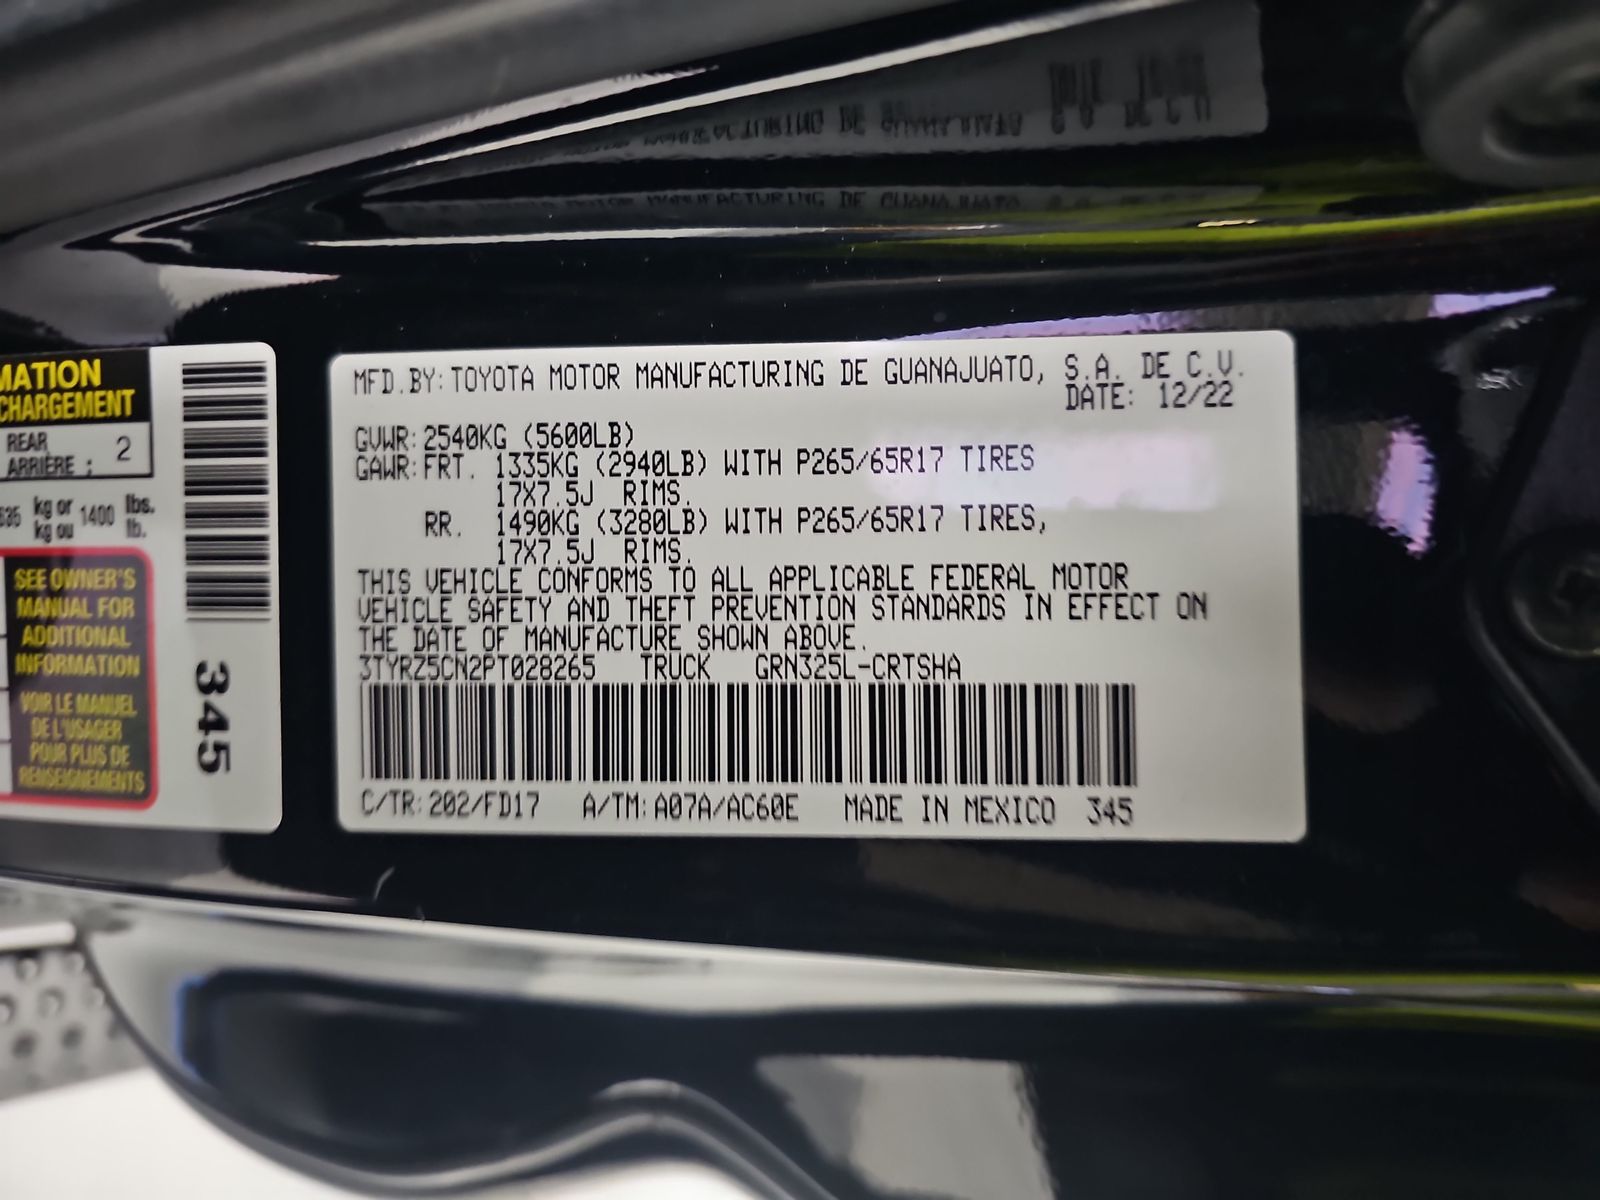 MATION
CHARGEMENT
REAR
ARRIÈRE : 2
635 kg or 1400 lbs.
kg ou lb.
SEE OWNER'S
MANUAL FOR
ADDITIONAL
INFORMATION
VOIR LE MANUEL
DE L'USAGER
POUR PLUS DE
RENSEIGNEMENTS
345
MFD.BY:TOYOTA MOTOR MANUFACTURING DE GUANAJUATO, S.A. DE C.V.
DATE: 12/22
GVWR:2540KG (5600LB)
GAWR:FRT. 1335KG (2940LB) WITH P265/65R17 TIRES
17X7.5J RIMS.
RR. 1490KG (3280LB) WITH P265/65R17 TIRES,
17X7.5J RIMS.
THIS VEHICLE CONFORMS TO ALL APPLICABLE FEDERAL MOTOR
VEHICLE SAFETY AND THEFT PREVENTION STANDARDS IN EFFECT ON
THE DATE OF MANUFACTURE SHOWN ABOVE.
3TYRZ5CN2PT028265 TRUCK GRN325L-CRTSHA
C/TR:202/FD17 A/TM:A07A/AC60E MADE IN MEXICO 345